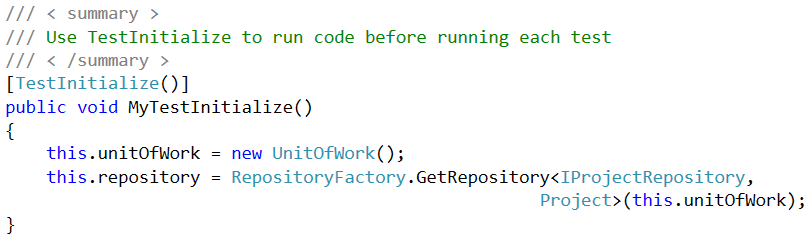 /// < summary >
/// Use TestInitialize to run code before running each test
/// < /summary >
[TestInitialize()]
public void MyTestInitialize()
{
    this.unitOfWork = new UnitOfWork();
    this.repository = RepositoryFactory.GetRepository<IProjectRepository,
                                                    Project>(this.unitOfWork);
}